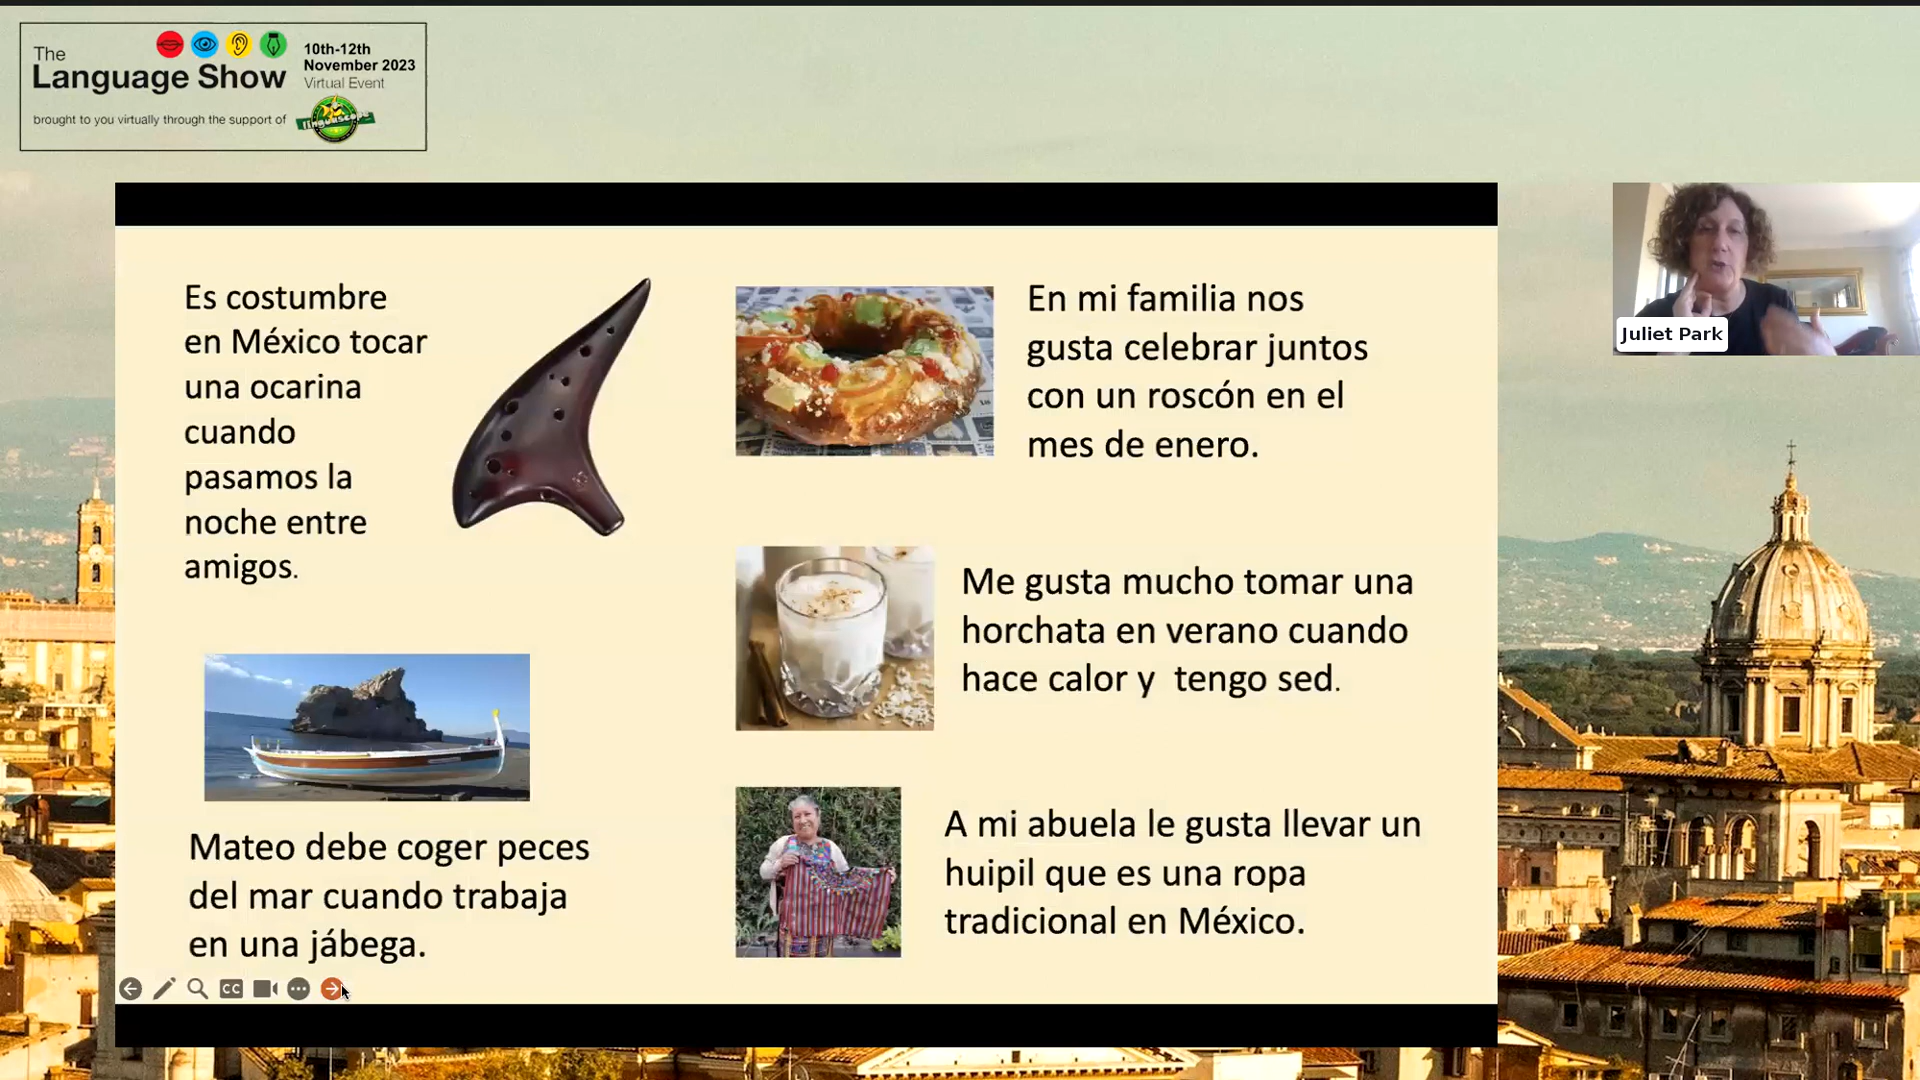 The
Language Show
10th-12th
November 2023
Virtual Event
brought to you virtually through the support of
linguascope
Juliet Park
Es costumbre
en México tocar
una ocarina
cuando
pasamos la
noche entre
amigos.
En mi familia nos
gusta celebrar juntos
con un roscón en el
mes de enero.
Me gusta mucho tomar una
horchata en verano cuando
hace calor y  tengo sed.
Mateo debe coger peces
del mar cuando trabaja
en una jábega.
A mi abuela le gusta llevar un
huipil que es una ropa
tradicional en México.
CC